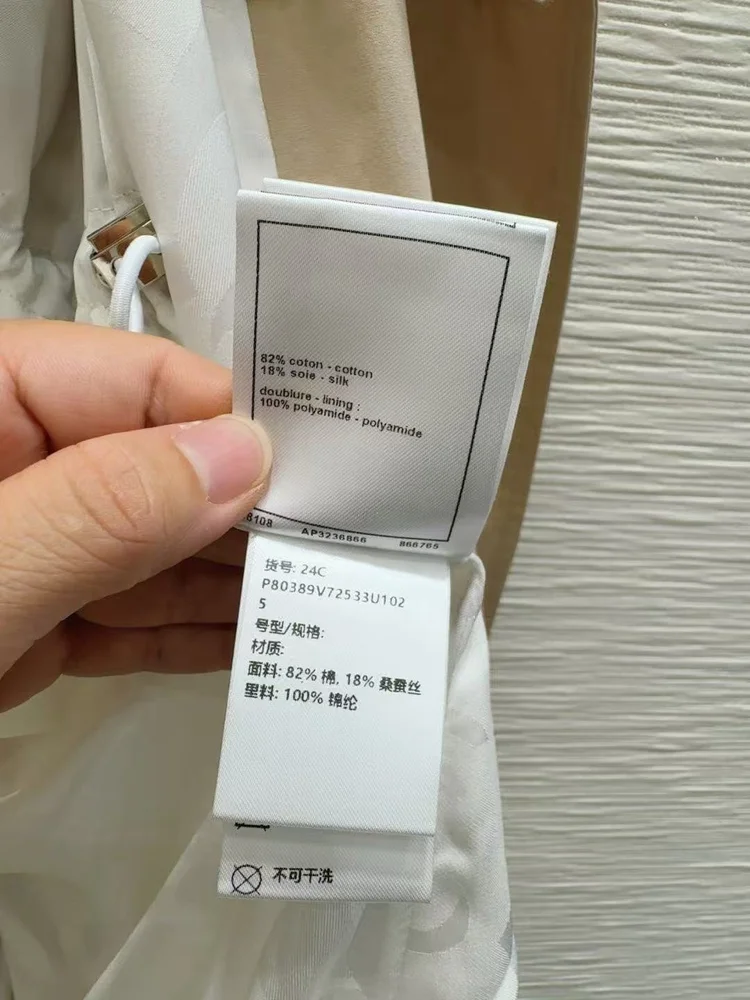 82% coton - cotton
18% soie - silk
doublure - lining :
100% polyamide - polyamide
8108 AP3236866 866765
货号: 24C
P80389V72533U102
5
号型/规格:
材质:
面料: 82% 棉, 18% 桑蚕丝
里料: 100% 锦纶
不可干洗